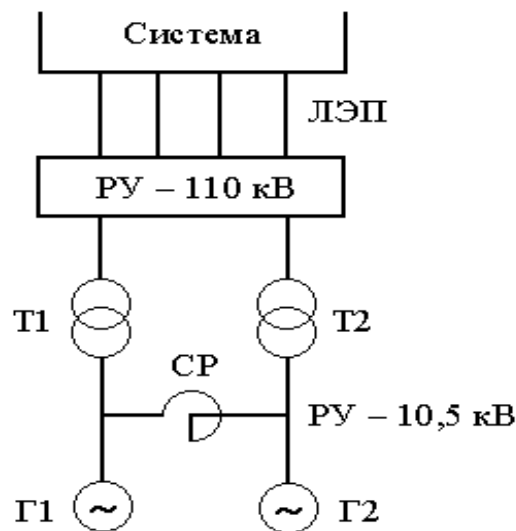 Система
ЛЭП
РУ – 110 кВ
Т1
Т2
СР
РУ – 10,5 кВ
Г1
~
~
Г2